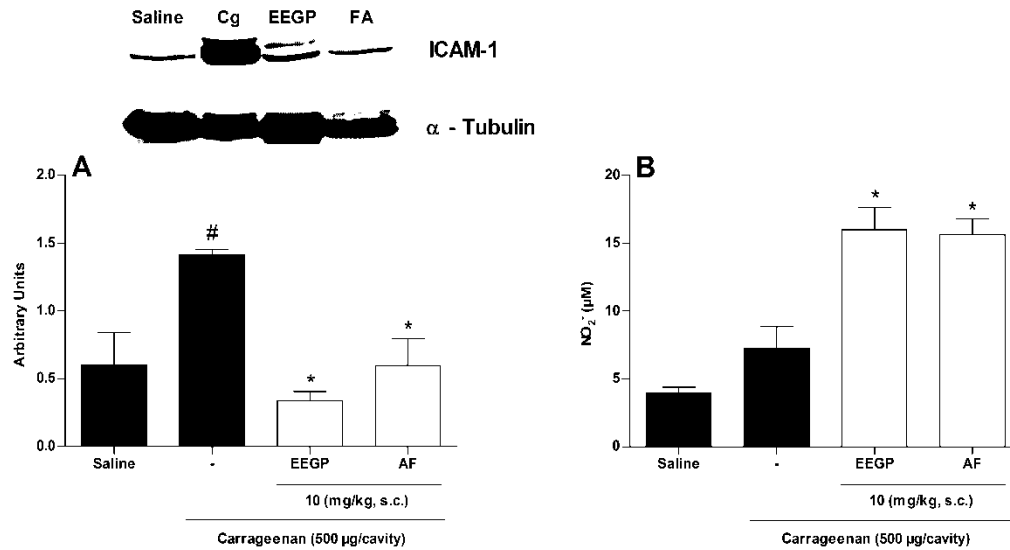 Saline Cg EEGP FA
ICAM-1
α - Tubulin
A
2.0
1.5
1.0
0.5
0.0
Arbitrary Units
#
*
*
Saline - EEGP AF
10 (mg/kg, s.c.)
Carrageenan (500 µg/cavity)
B
20
15
10
5
0
NO₂⁻ (µM)
*
*
Saline - EEGP AF
10 (mg/kg, s.c.)
Carrageenan (500 µg/cavity)